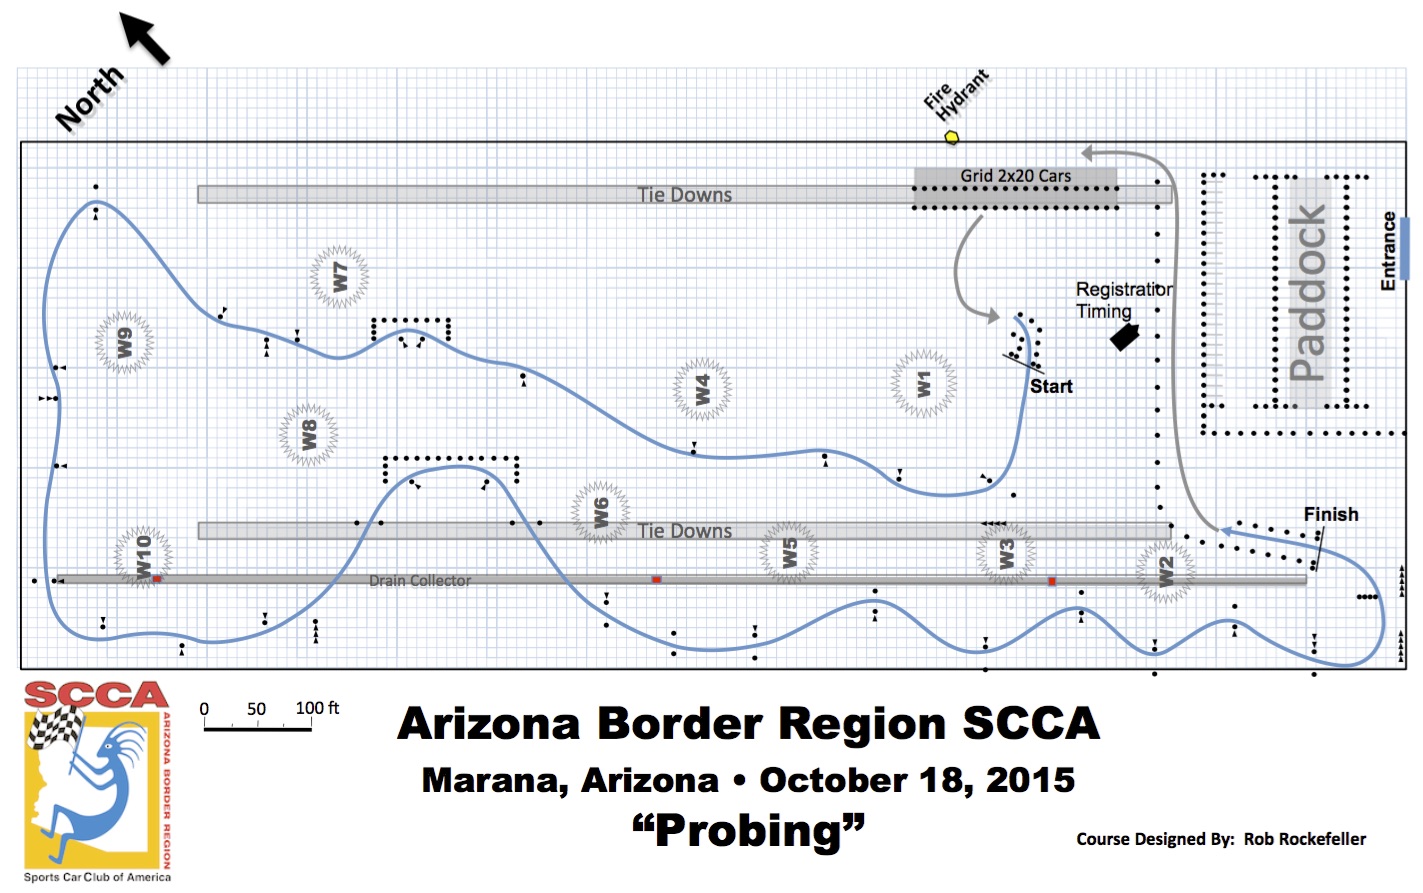 North
Fire
Hydrant
Grid 2x20 Cars
Tie Downs
Paddock
Entrance
W7
Registration
Timing
W9
W4
W1
Start
W8
W6
Finish
Tie Downs
W5
W3
W10
W2
Drain Collector
SCCA
ARIZONA BORDER REGION
Sports Car Club of America
0 50 100 ft
Arizona Border Region SCCA
Marana, Arizona • October 18, 2015
“Probing”
Course Designed By: Rob Rockefeller